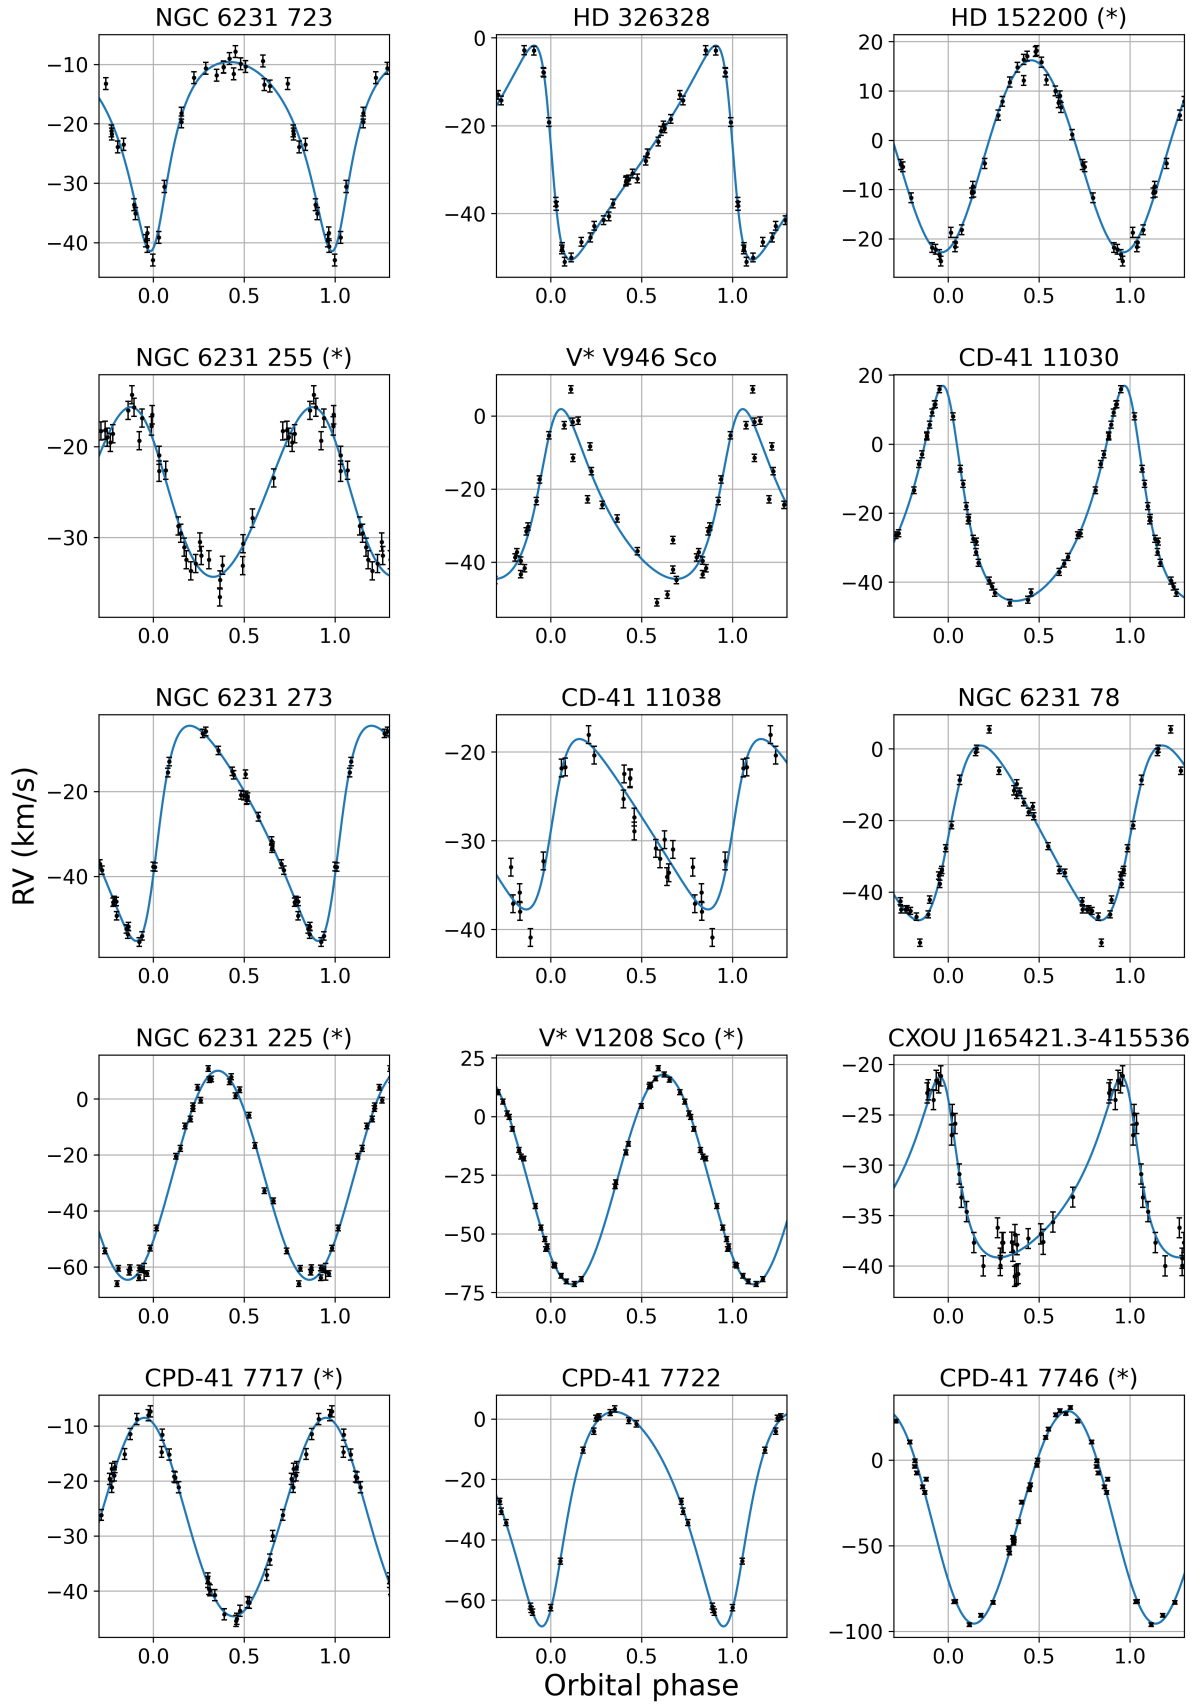 NGC 6231 723
HD 326328
HD 152200 (*)
−10
−20
−30
−40
0.0 0.5 1.0
0
−20
−40
0.0 0.5 1.0
20
10
0
−10
−20
0.0 0.5 1.0
NGC 6231 255 (*)
V* V946 Sco
CD-41 11030
−20
−30
0.0 0.5 1.0
0
−20
−40
0.0 0.5 1.0
20
0
−20
−40
0.0 0.5 1.0
NGC 6231 273
CD-41 11038
NGC 6231 78
RV (km/s)
−20
−40
0.0 0.5 1.0
−20
−30
−40
0.0 0.5 1.0
0
−20
−40
0.0 0.5 1.0
NGC 6231 225 (*)
V* V1208 Sco (*)
CXOU J165421.3-415536
0
−20
−40
−60
0.0 0.5 1.0
25
0
−25
−50
−75
0.0 0.5 1.0
−20
−25
−30
−35
−40
0.0 0.5 1.0
CPD-41 7717 (*)
CPD-41 7722
CPD-41 7746 (*)
−10
−20
−30
−40
0.0 0.5 1.0
0
−20
−40
−60
0.0 0.5 1.0
0
−50
−100
0.0 0.5 1.0
Orbital phase